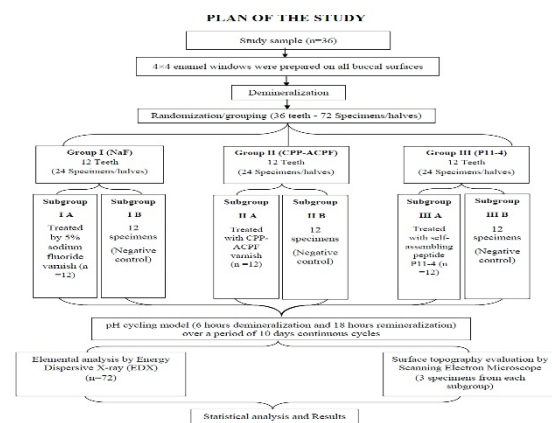 PLAN OF THE STUDY
Study sample (n=36)
4×4 enamel windows were prepared on all buccal surfaces
Demineralization
Randomization/grouping (36 teeth - 72 Specimens/halves)
Group I (NaF)
12 Teeth
(24 Specimens/halves)
Group II (CPP-ACPF)
12 Teeth
(24 Specimens/halves)
Group III (P11-4)
12 Teeth
(24 Specimens/halves)
Subgroup
I A
Treated
by 5%
sodium
fluoride
varnish (n
=12)
Subgroup
I B
12
specimens
(Negative
control)
Subgroup
II A
Treated
with CPP-
ACPF
varnish
(n =12)
Subgroup
II B
12
specimens
(Negative
control)
Subgroup
III A
Treated
with self-
assembling
peptide
P11-4 (n
=12)
Subgroup
III B
12
specimens
(Negative
control)
pH cycling model (6 hours demineralization and 18 hours remineralization)
over a period of 10 days continuous cycles
Elemental analysis by Energy
Dispersive X-ray (EDX)
(n=72)
Surface topography evaluation by
Scanning Electron Microscope
(3 specimens from each
subgroup)
Statistical analysis and Results